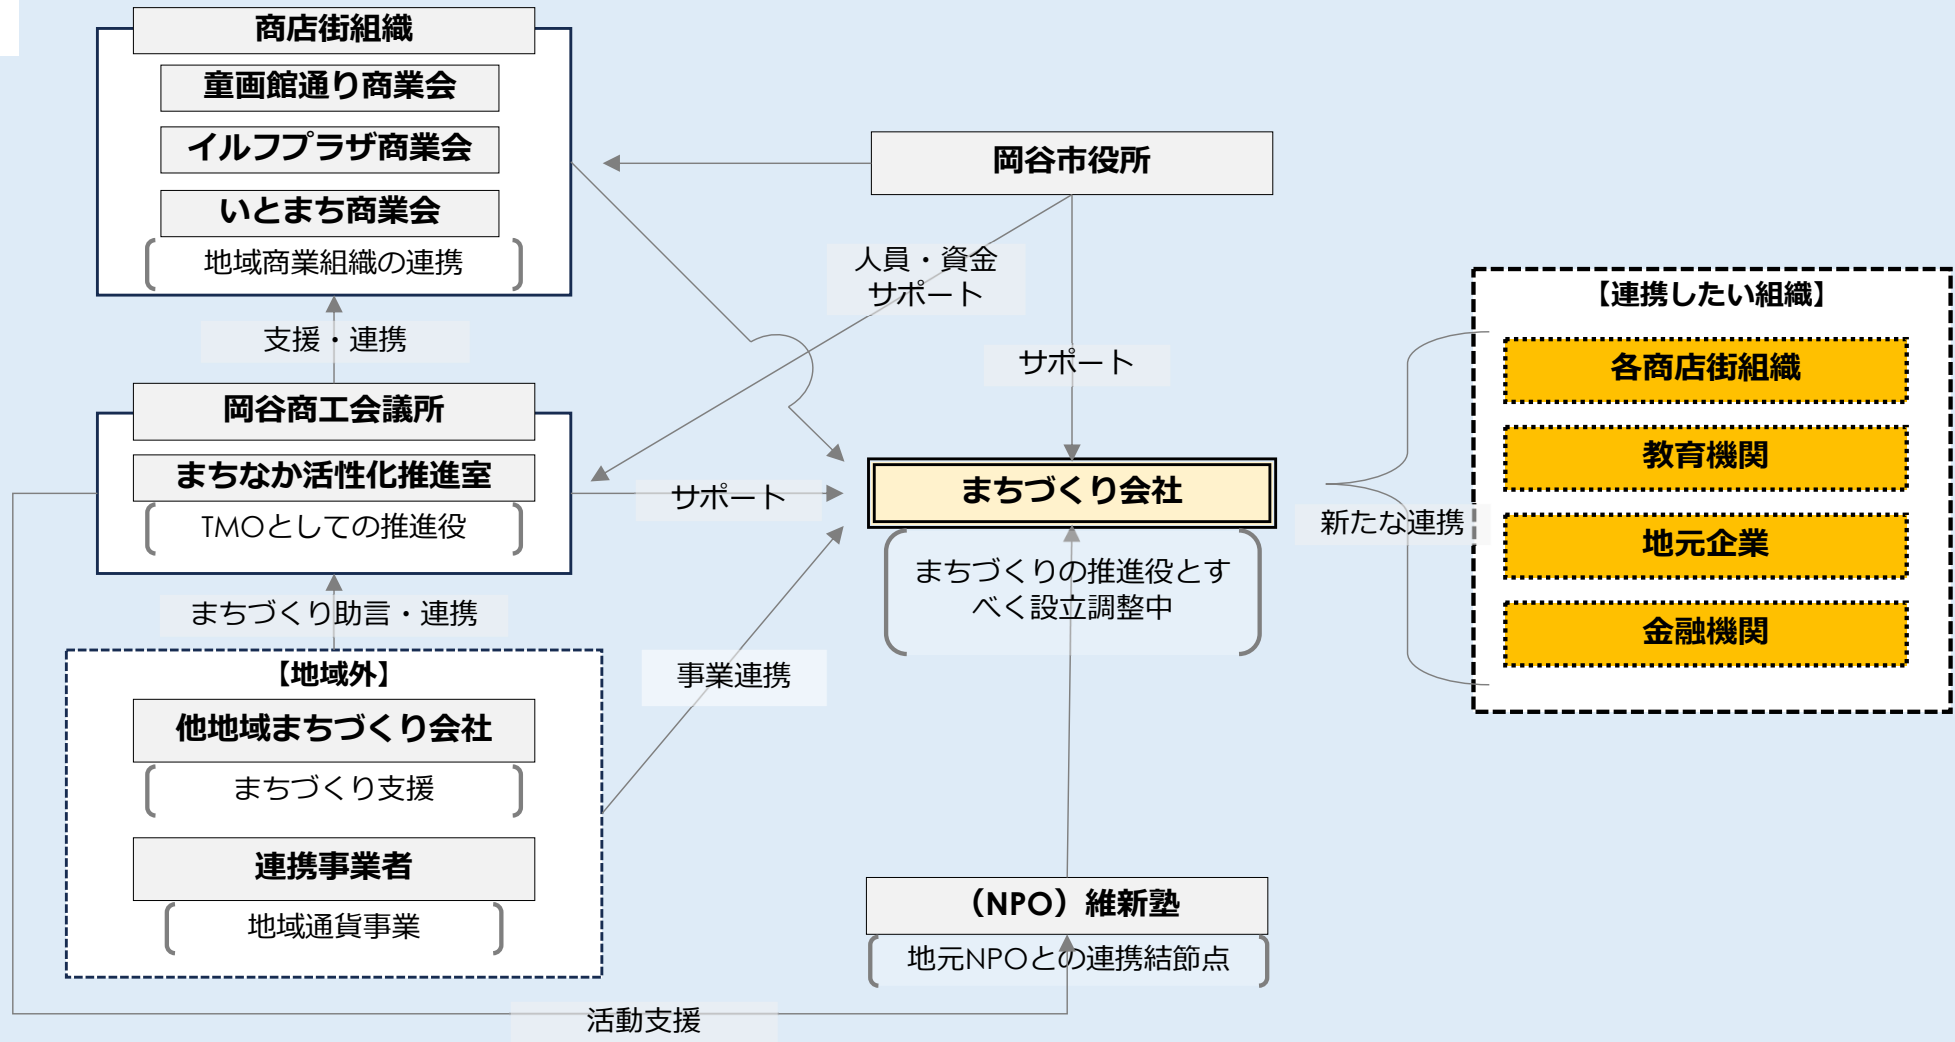 商店街組織
童画館通り商業会
イルフプラザ商業会
いとまち商業会
地域商業組織の連携
支援・連携
岡谷商工会議所
まちなか活性化推進室
TMOとしての推進役
まちづくり助言・連携
【地域外】
他地域まちづくり会社
まちづくり支援
連携事業者
地域通貨事業
岡谷市役所
人員・資金
サポート
サポート
サポート
まちづくり会社
まちづくりの推進役とす
べく設立調整中
事業連携
（NPO）維新塾
地元NPOとの連携結節点
活動支援
新たな連携
【連携したい組織】
各商店街組織
教育機関
地元企業
金融機関